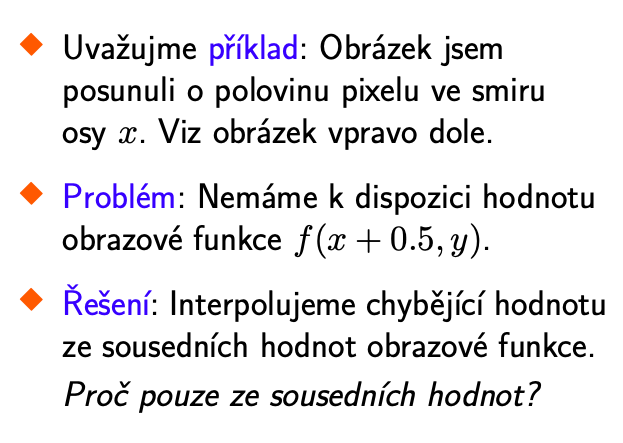 Uvažujme příklad: Obrázek jsem
posunuli o polovinu pixelu ve smiru
osy x. Viz obrázek vpravo dole.
Problém: Nemáme k dispozici hodnotu
obrazové funkce f(x + 0.5, y).
Řešení: Interpolujeme chybějící hodnotu
ze sousedních hodnot obrazové funkce.
Proč pouze ze sousedních hodnot?